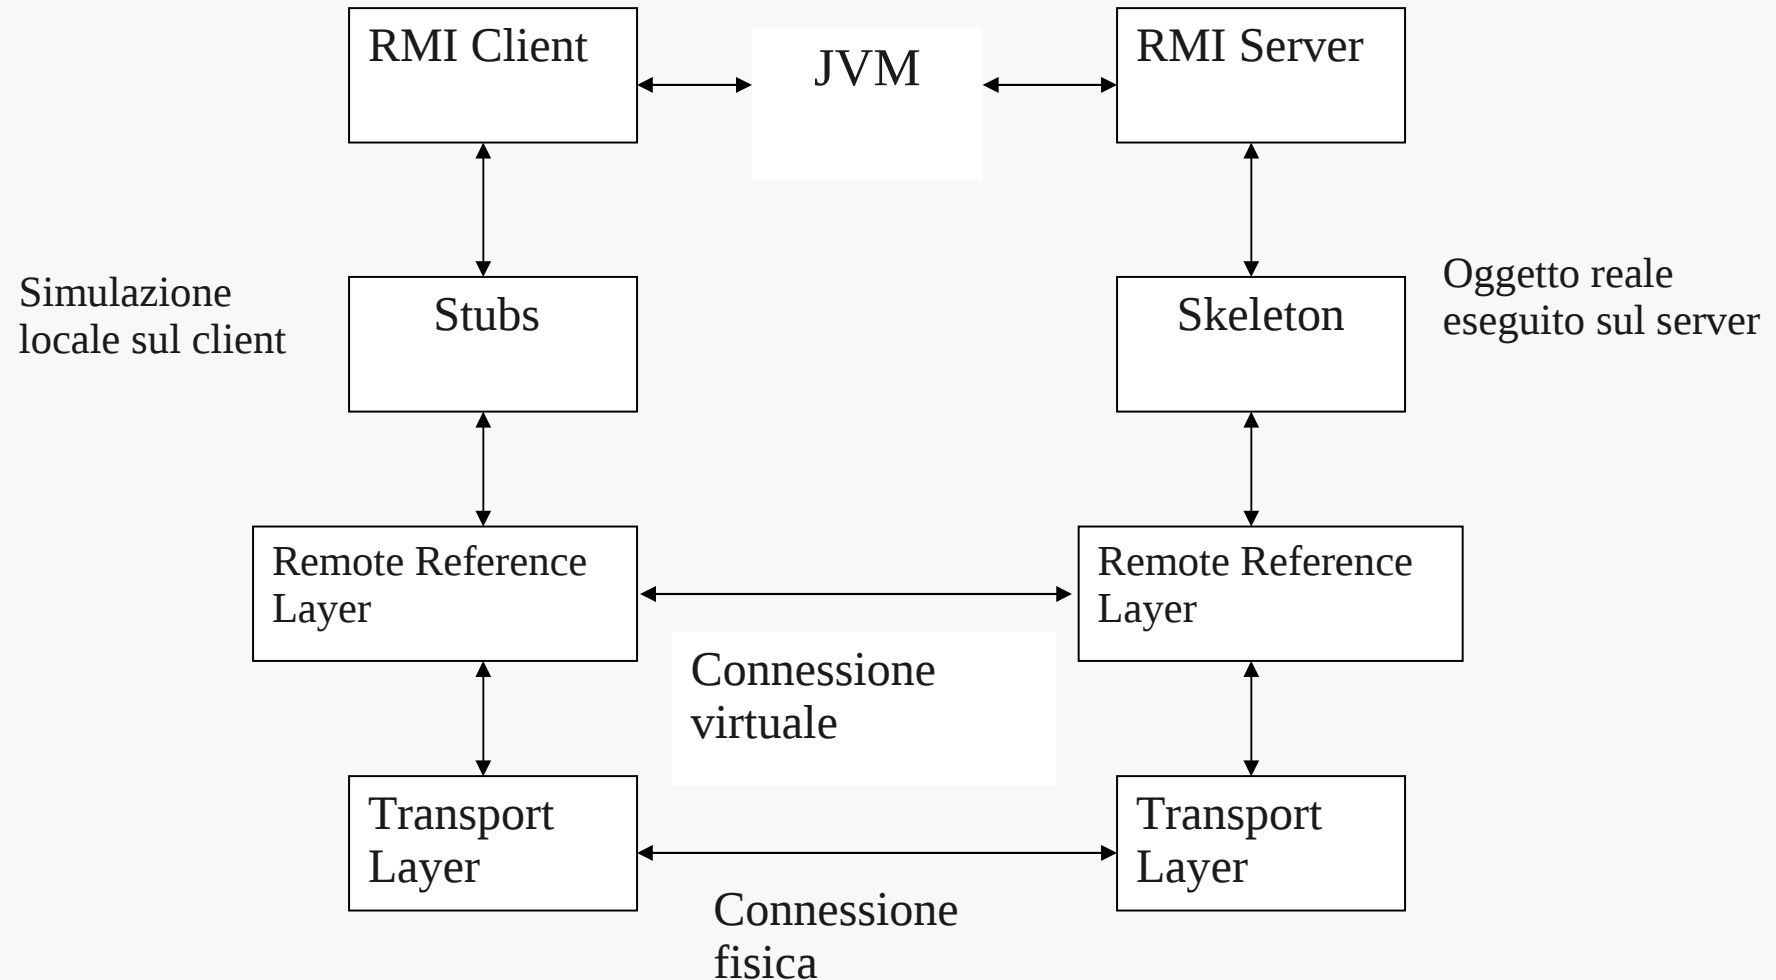 RMI Client
JVM
RMI Server
Simulazione
locale sul client
Stubs
Skeleton
Oggetto reale
eseguito sul server
Remote Reference
Layer
Remote Reference
Layer
Connessione
virtuale
Transport
Layer
Transport
Layer
Connessione
fisica